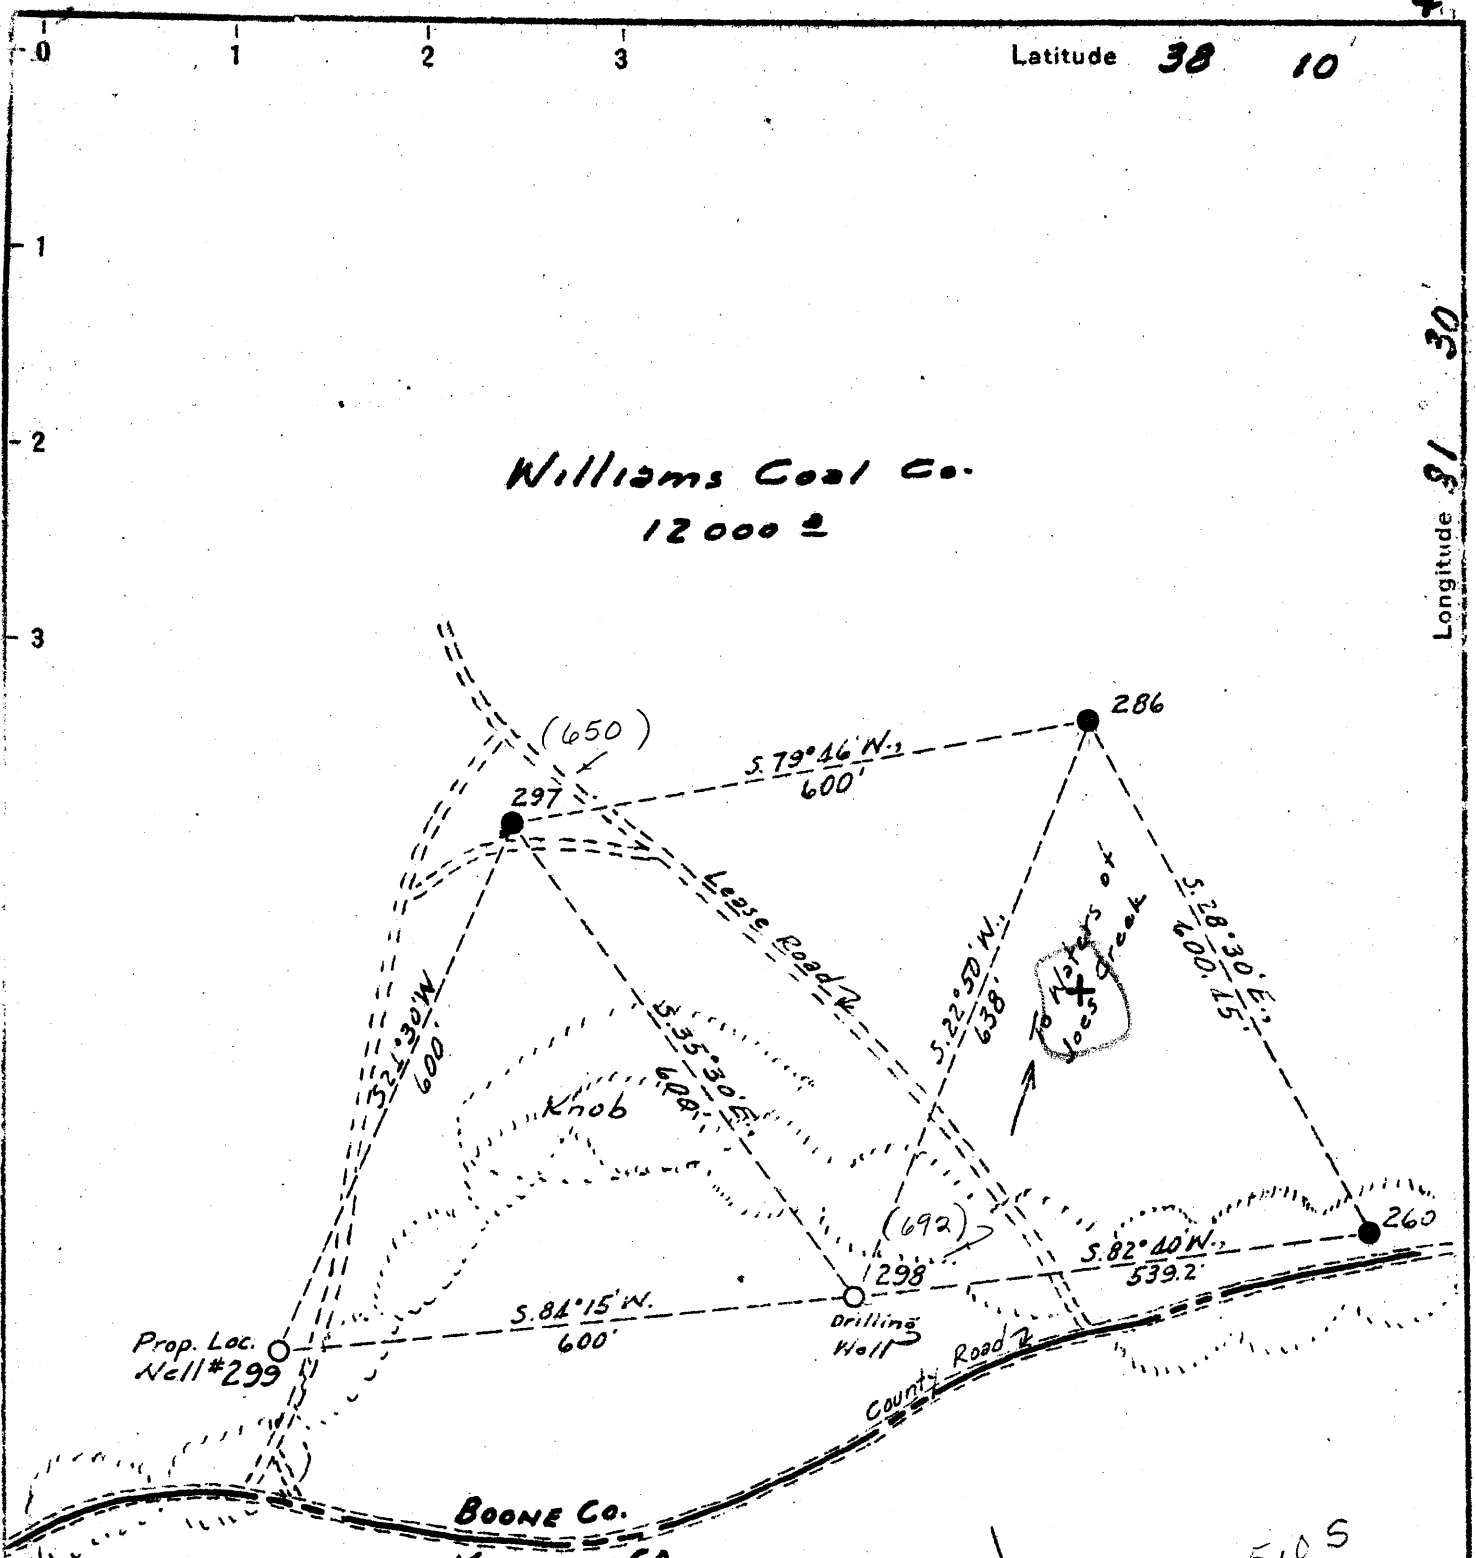 0 1 2 3 Latitude 38 10'
1
2
3
Longitude 81 30'
Williams Coal Co.
12000 a
(650)
286
S.79°46'W.,
600'
297
Lease Road
To Waters of
Joes Creek
S.28°30'E.,
600.45'
S.22°50'W.,
638'
S24°30'W
600'
S.35°30'E.,
600'
Knob
(692)
260
S.82°40'W.,
539.2'
298
Drilling
Well
S.84°15'W.
600'
Prop. Loc.
Well #299
County Road
BOONE CO.
S